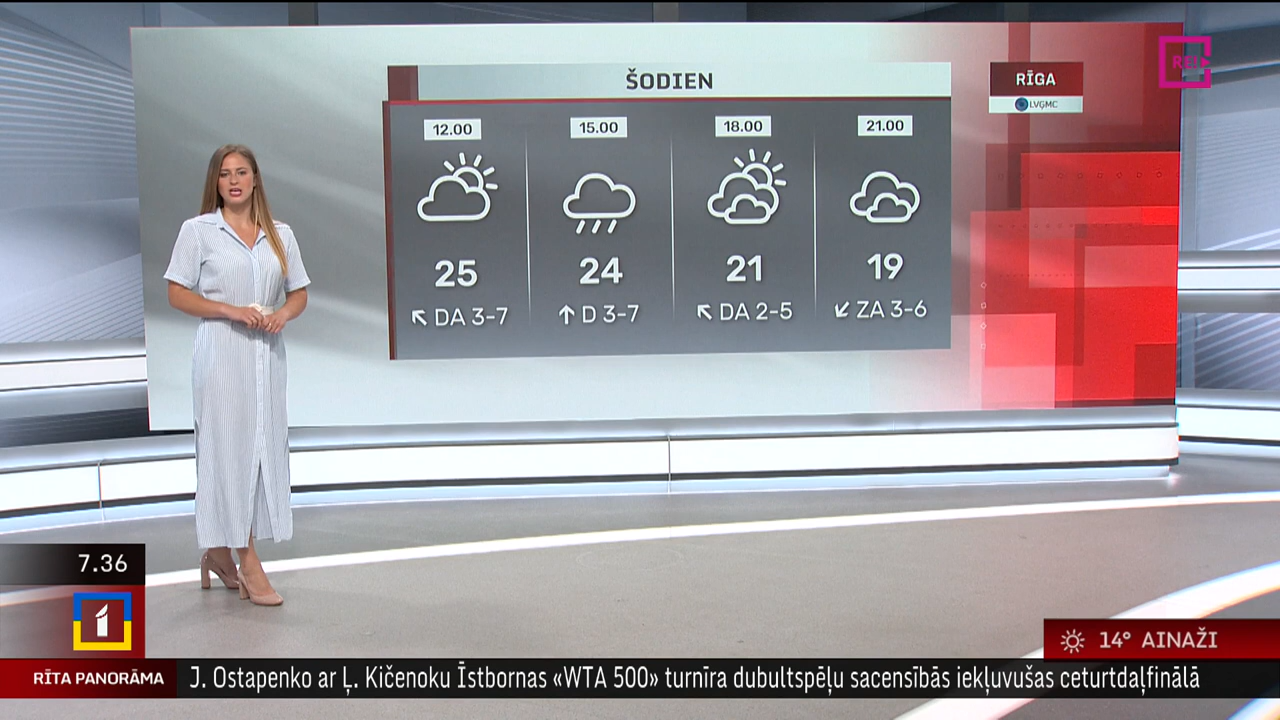 ŠODIEN
RE!
RĪGA
LVĢMC
12.00
15.00
18.00
21.00
25
24
21
19
DA 3-7
D 3-7
DA 2-5
ZA 3-6
7.36
1
14° AINAŽI
RĪTA PANORĀMA
J. Ostapenko ar Ļ. Kičenoku Īstbornas «WTA 500» turnīra dubultspēļu sacensībās iekļuvušas ceturtdaļfinālā